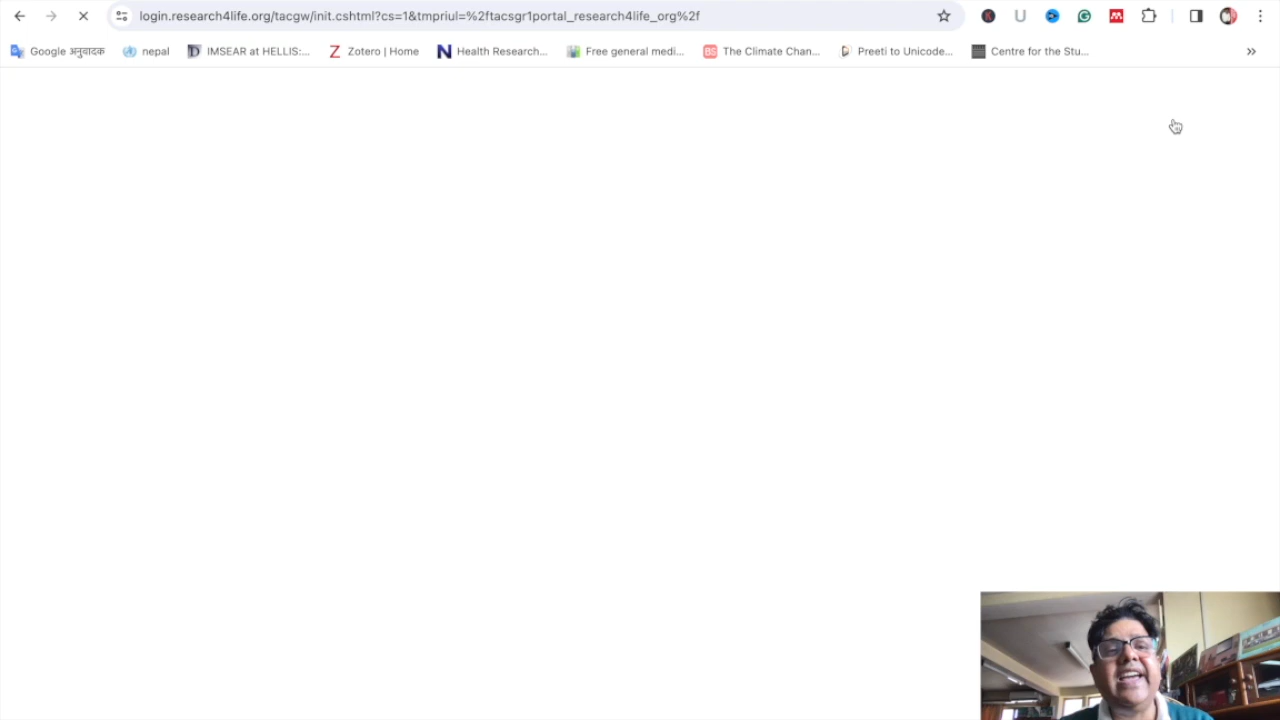 login.research4life.org/tacgw/init.cshtml?cs=1&tmpriul=%2ftacsgr1portal_research4life_org%2f
Google अनुवादक nepal IMSEAR at HELLIS:... Zotero | Home Health Research... Free general medi... The Climate Chan... Preeti to Unicode... Centre for the Stu...